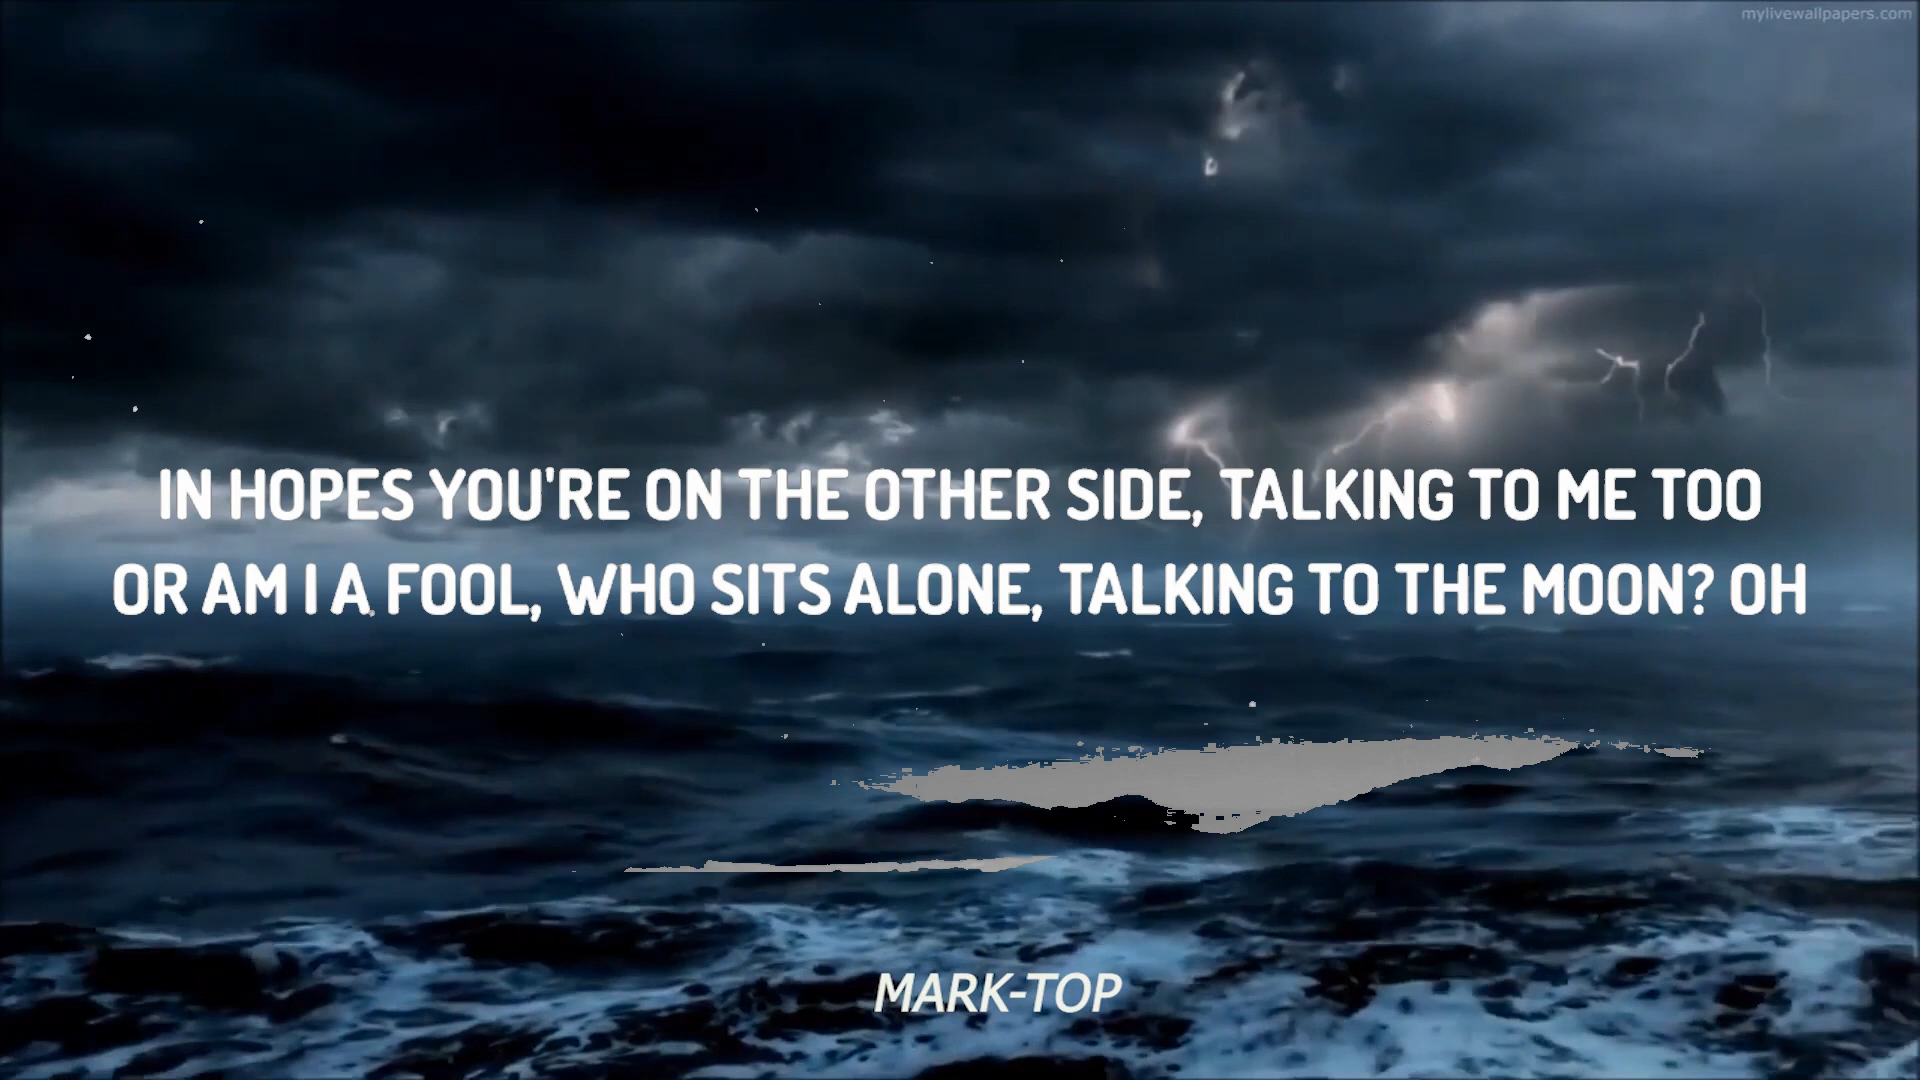 mylivewallpapers.com
IN HOPES YOU'RE ON THE OTHER SIDE, TALKING TO ME TOO
OR AM I A FOOL, WHO SITS ALONE, TALKING TO THE MOON? OH
MARK-TOP